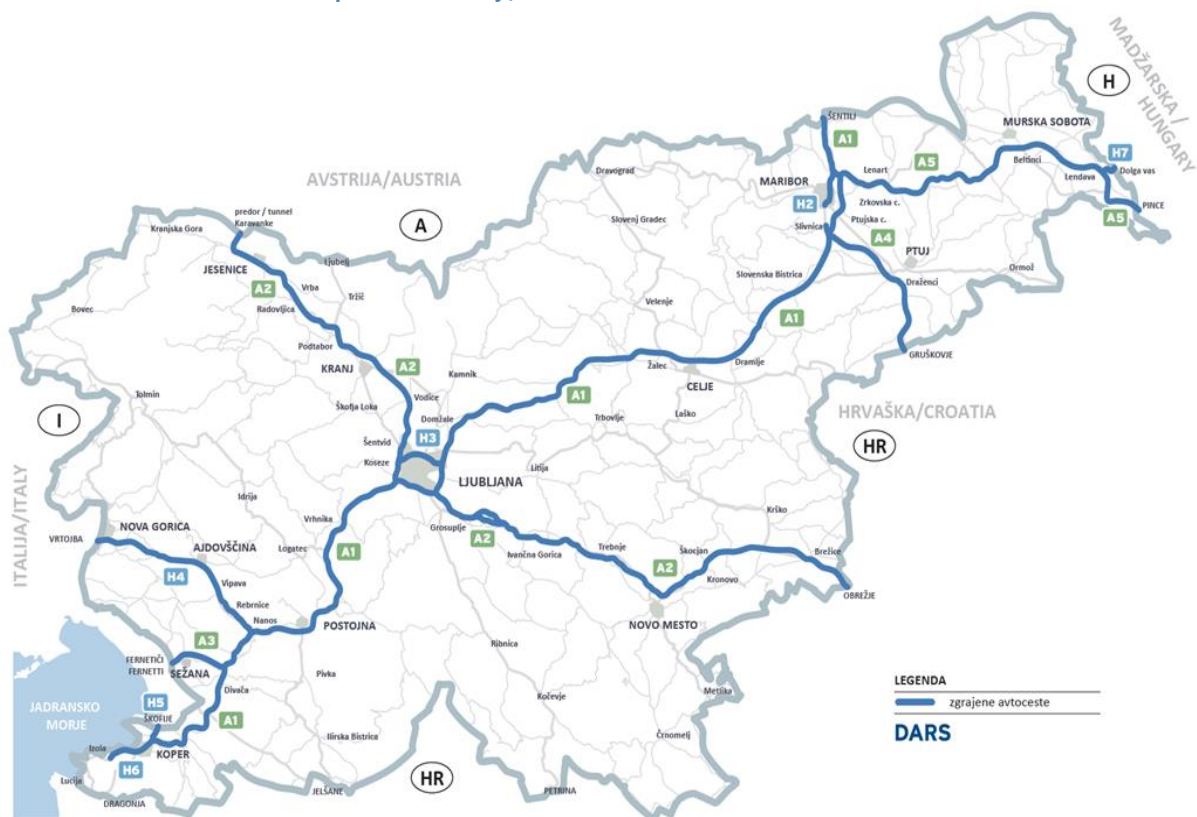 AVSTRIJA/AUSTRIA
A
MADŽARSKA /
HUNGARY
H
ŠENTILJ
A1
MURSKA SOBOTA
H7
Dolga vas
Beltinci
Lendava
PINCE
A5
A5
Lenart
Dravograd
MARIBOR
H2
Zrkovska c.
Ptujska c.
Slovenj Gradec
Slivnica
A4
PTUJ
Ormož
Draženci
Slovenska Bistrica
GRUŠKOVJE
predor / tunnel
Karavanke
Kranjska Gora
Ljubelj
JESENICE
A2
Vrba
Tržič
Radovljica
Bovec
Podtabor
KRANJ
A2
Kamnik
Vodice
Velenje
A1
Žalec
Dramlje
CELJE
A1
Tolmin
Škofja Loka
Domžale
Trbovlje
Laško
HRVAŠKA/CROATIA
HR
I
ITALIJA/ITALY
Šentvid
H3
Koseze
LJUBLJANA
Litija
Idrija
Vrhnika
Krško
NOVA GORICA
VRTOJBA
AJDOVŠČINA
Logatec
A1
Grosuplje
A2
Ivančna Gorica
Trebnje
Škocjan
A2
Kronovo
Brežice
OBREŽJE
H4
Vipava
Rebrnice
Nanos
POSTOJNA
NOVO MESTO
A3
FERNETIČI
FERNETTI
SEŽANA
Ribnica
Pivka
Divača
Kočevje
Metlika
LEGENDA
zgrajene avtoceste
DARS
JADRANSKO
MORJE
H5
ŠKOFIJE
A1
Izola
KOPER
H6
Lucija
DRAGONJA
Ilirska Bistrica
Črnomelj
JELŠANE
HR
PETRINA